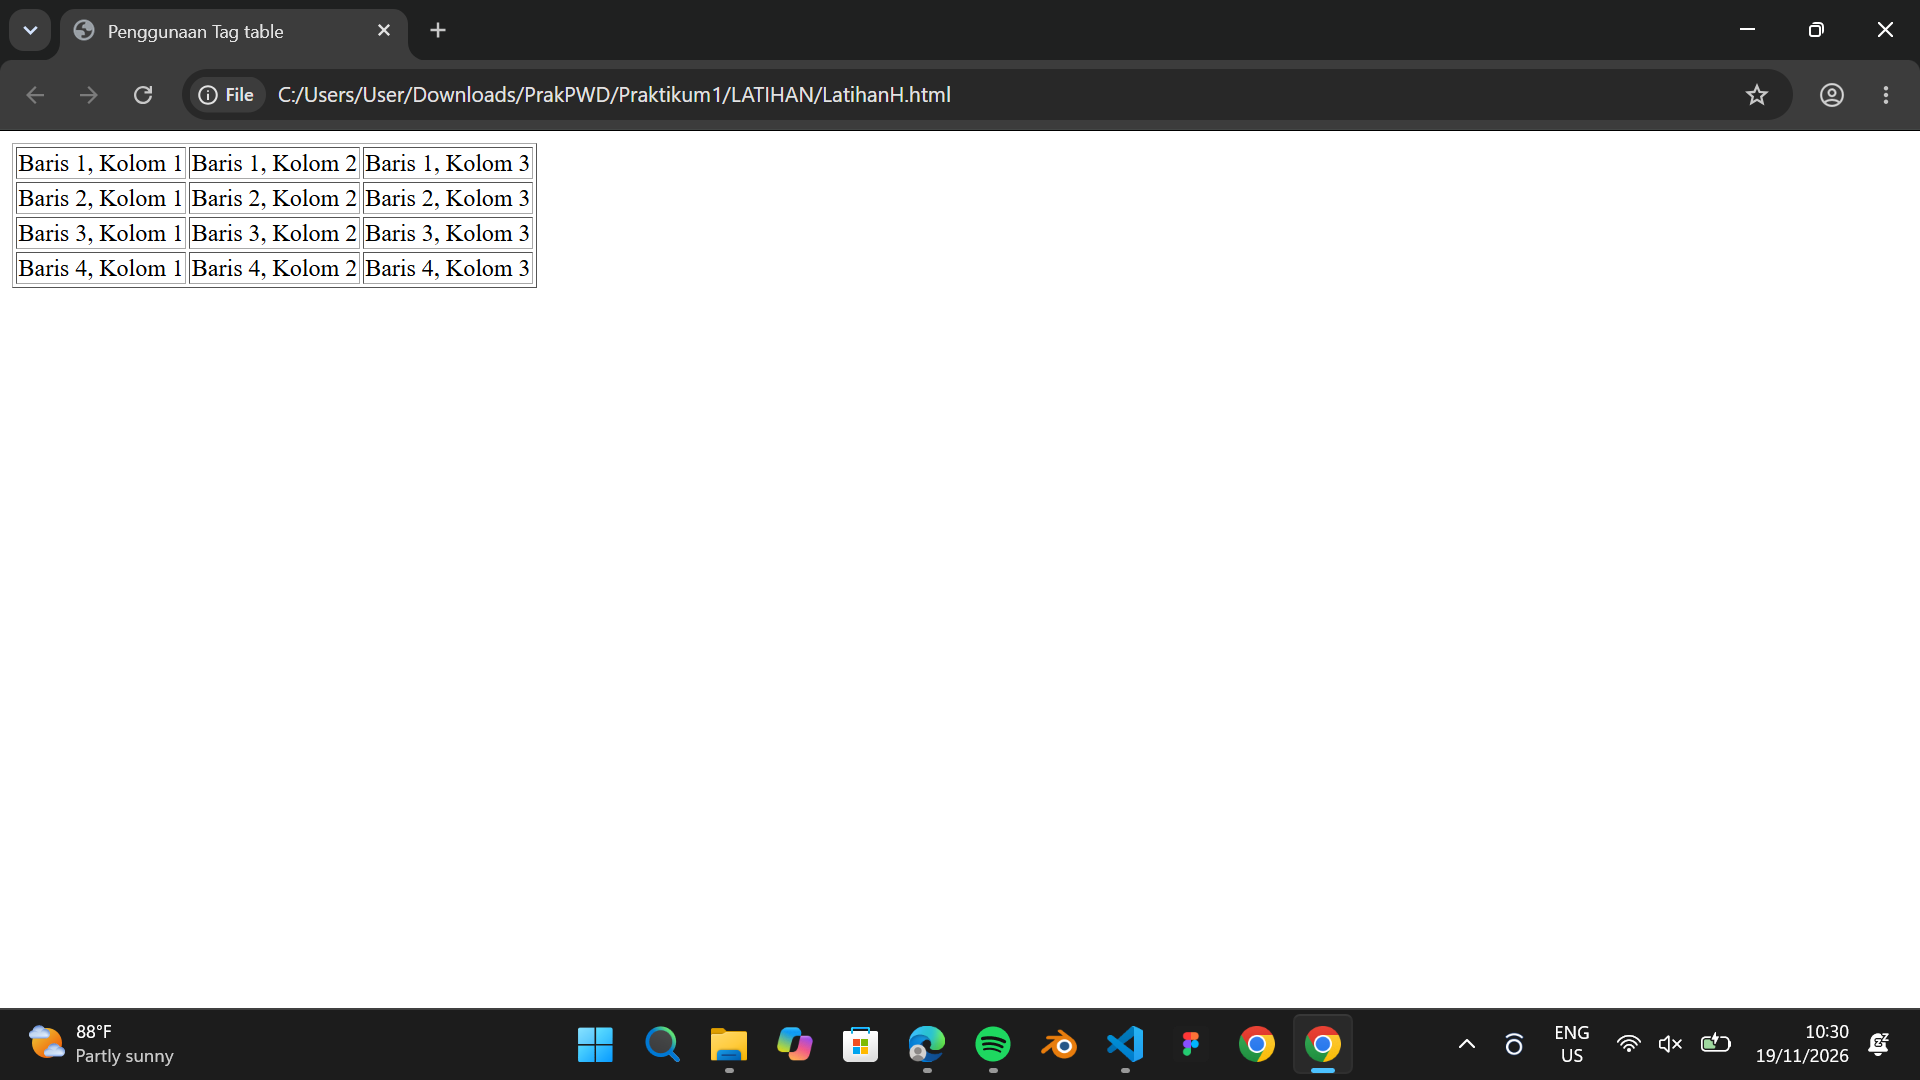 Penggunaan Tag table
File C:/Users/User/Downloads/PrakPWD/Praktikum1/LATIHAN/LatihanH.html
Baris 1, Kolom 1 Baris 1, Kolom 2 Baris 1, Kolom 3
Baris 2, Kolom 1 Baris 2, Kolom 2 Baris 2, Kolom 3
Baris 3, Kolom 1 Baris 3, Kolom 2 Baris 3, Kolom 3
Baris 4, Kolom 1 Baris 4, Kolom 2 Baris 4, Kolom 3
88°F
Partly sunny
ENG
US
10:30
19/11/2026